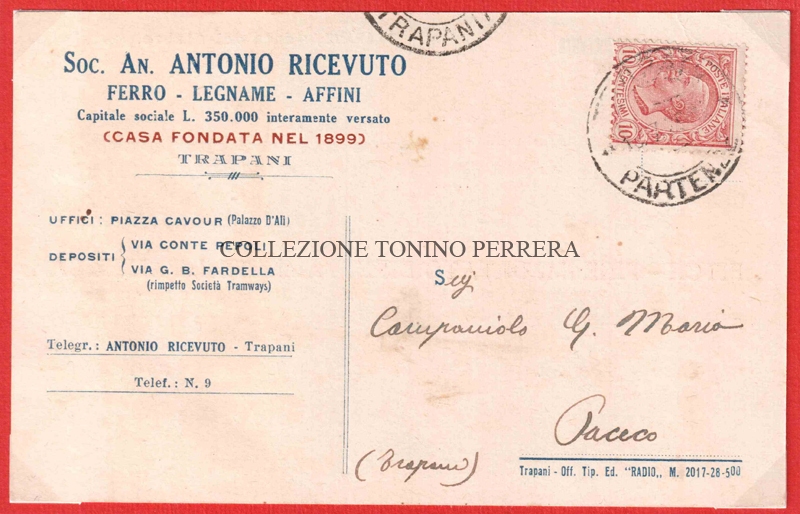 TRAPANI
Soc. An. ANTONIO RICEVUTO
FERRO - LEGNAME - AFFINI
Capitale sociale L. 350.000 interamente versato
(CASA FONDATA NEL 1899)
TRAPANI
POSTE ITALIANE
CENTESIMI
10 10
PARTENZE
UFFICI: PIAZZA CAVOUR (Palazzo D'Alì)
DEPOSITI
VIA CONTE PEPOLI
VIA G. B. FARDELLA
(rimpetto Società Tramways)
COLLEZIONE TONINO PERRERA
Telegr.: ANTONIO RICEVUTO - Trapani
Telef.: N. 9
Sig
Campaniolo G. Maria
Paceco
(Trapani)
Trapani - Off. Tip. Ed. "RADIO,, M. 2017-28-500